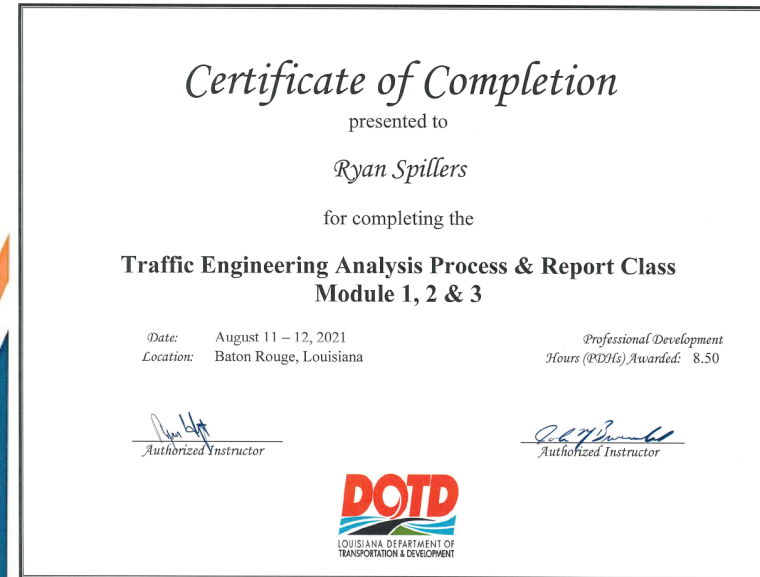 Certificate of Completion
presented to
Ryan Spillers
for completing the
Traffic Engineering Analysis Process & Report Class
Module 1, 2 & 3
Date: August 11 – 12, 2021
Location: Baton Rouge, Louisiana
Professional Development
Hours (PDHs) Awarded: 8.50
Authorized Instructor
Authorized Instructor
DOTD
LOUISIANA DEPARTMENT OF
TRANSPORTATION & DEVELOPMENT